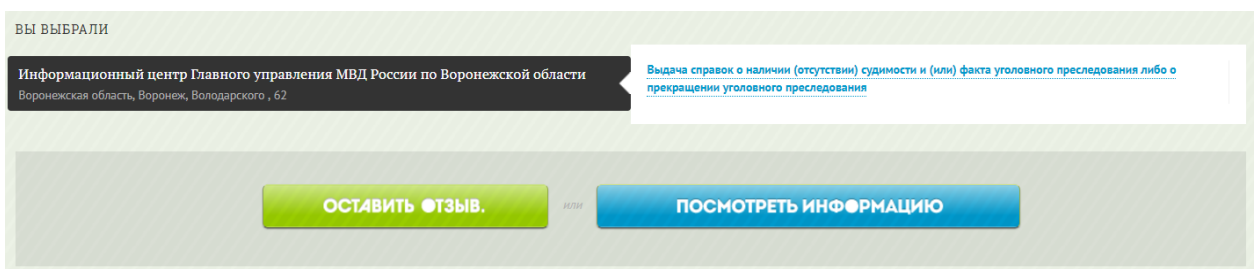 ВЫ ВЫБРАЛИ
Информационный центр Главного управления МВД России по Воронежской области
Воронежская область, Воронеж, Володарского , 62
Выдача справок о наличии (отсутствии) судимости и (или) факта уголовного преследования либо о
прекращении уголовного преследования
ОСТАВИТЬ ОТЗЫВ.
или
ПОСМОТРЕТЬ ИНФОРМАЦИЮ